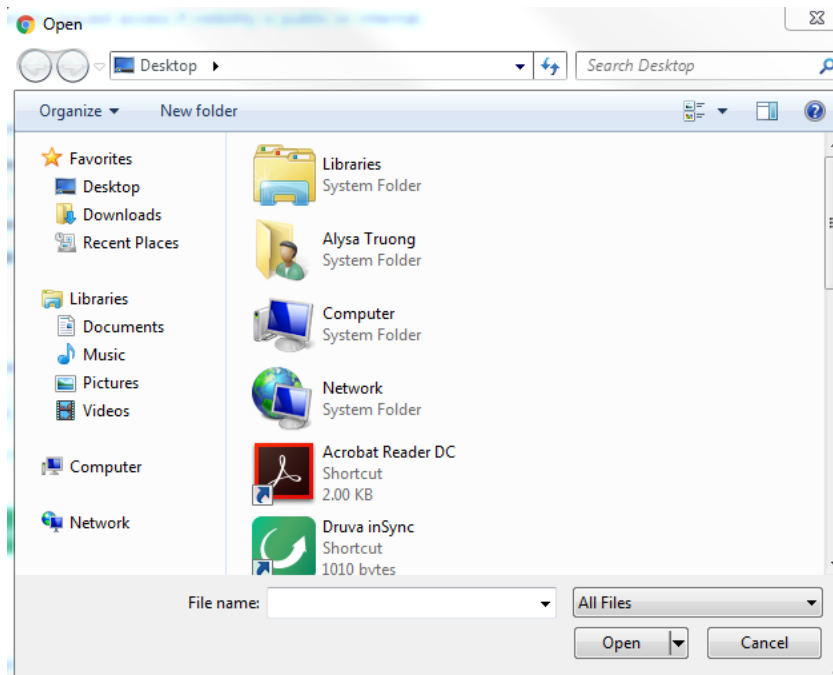 Open
Desktop
Search Desktop
Organize
New folder
Favorites
Desktop
Downloads
Recent Places
Libraries
Documents
Music
Pictures
Videos
Computer
Network
Libraries
System Folder
Alysa Truong
System Folder
Computer
System Folder
Network
System Folder
Acrobat Reader DC
Shortcut
2.00 KB
Druva inSync
Shortcut
1010 bytes
File name:
All Files
Open
Cancel